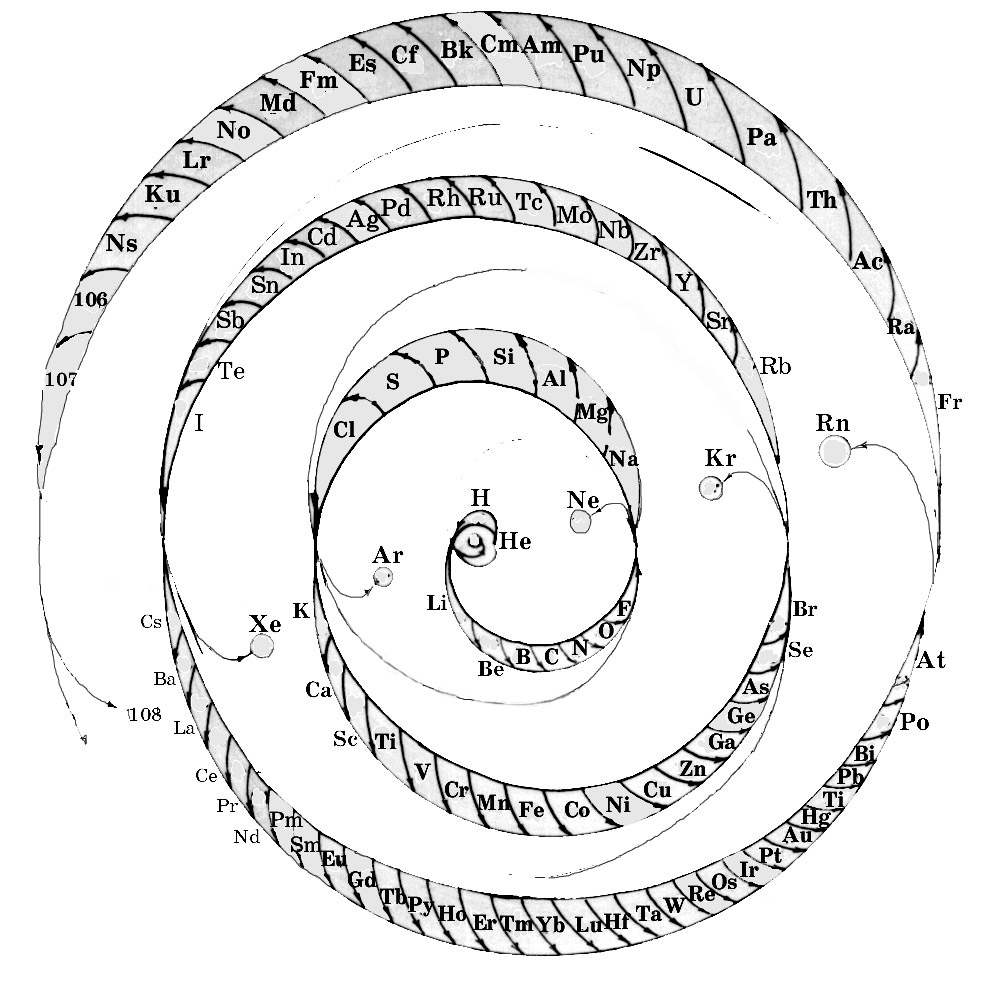 H
He
Li
Be
B
C
N
O
F
Ne
Na
Mg
Al
Si
P
S
Cl
Ar
K
Ca
Sc
Ti
V
Cr
Mn
Fe
Co
Ni
Cu
Zn
Ga
Ge
As
Se
Br
Kr
Rb
Sr
Y
Zr
Nb
Mo
Tc
Ru
Rh
Pd
Ag
Cd
In
Sn
Sb
Te
I
Xe
Cs
Ba
La
Ce
Pr
Nd
Pm
Sm
Eu
Gd
Tb
Py
Ho
Er
Tm
Yb
Lu
Hf
Ta
W
Re
Os
Ir
Pt
Au
Hg
Ti
Pb
Bi
Po
At
Rn
Fr
Ra
Ac
Th
Pa
U
Np
Pu
Am
Cm
Bk
Cf
Es
Fm
Md
No
Lr
Ku
Ns
106
107
108